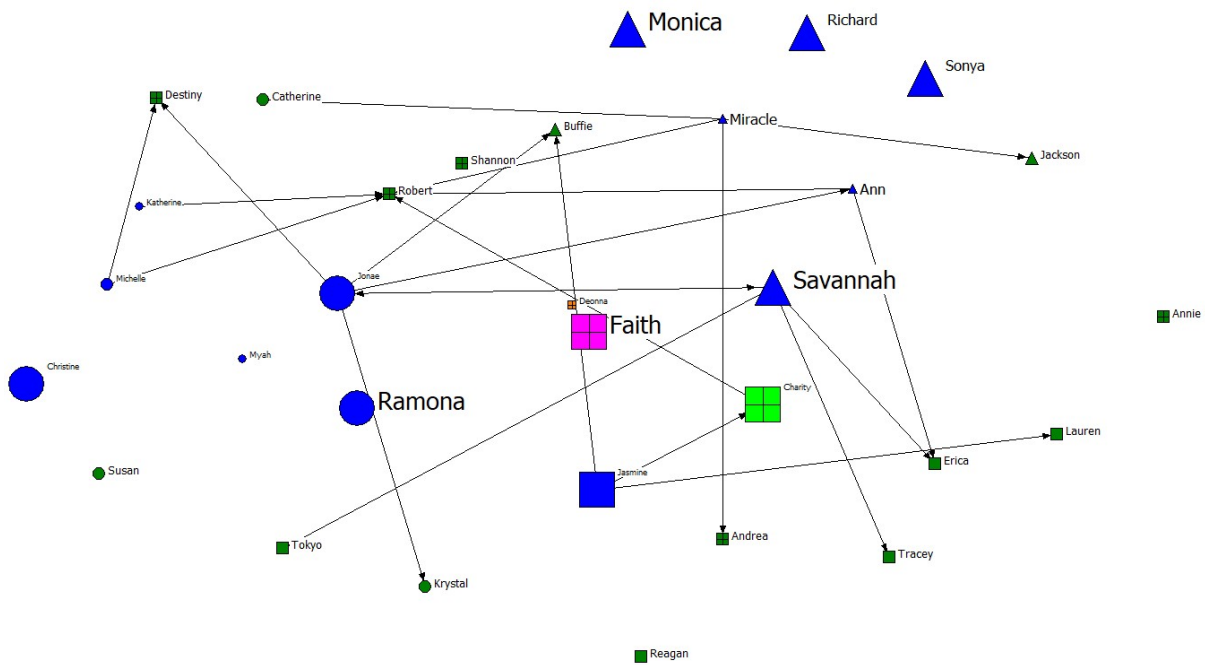 Monica
Richard
Sonya
Destiny
Catherine
Miracle
Buffie
Shannon
Jackson
Robert
Ann
Katherine
Michelle
Jonae
Savannah
Deonna
Annie
Faith
Myah
Christine
Charity
Ramona
Lauren
Erica
Susan
Jasmine
Andrea
Tokyo
Tracey
Krystal
Reagan